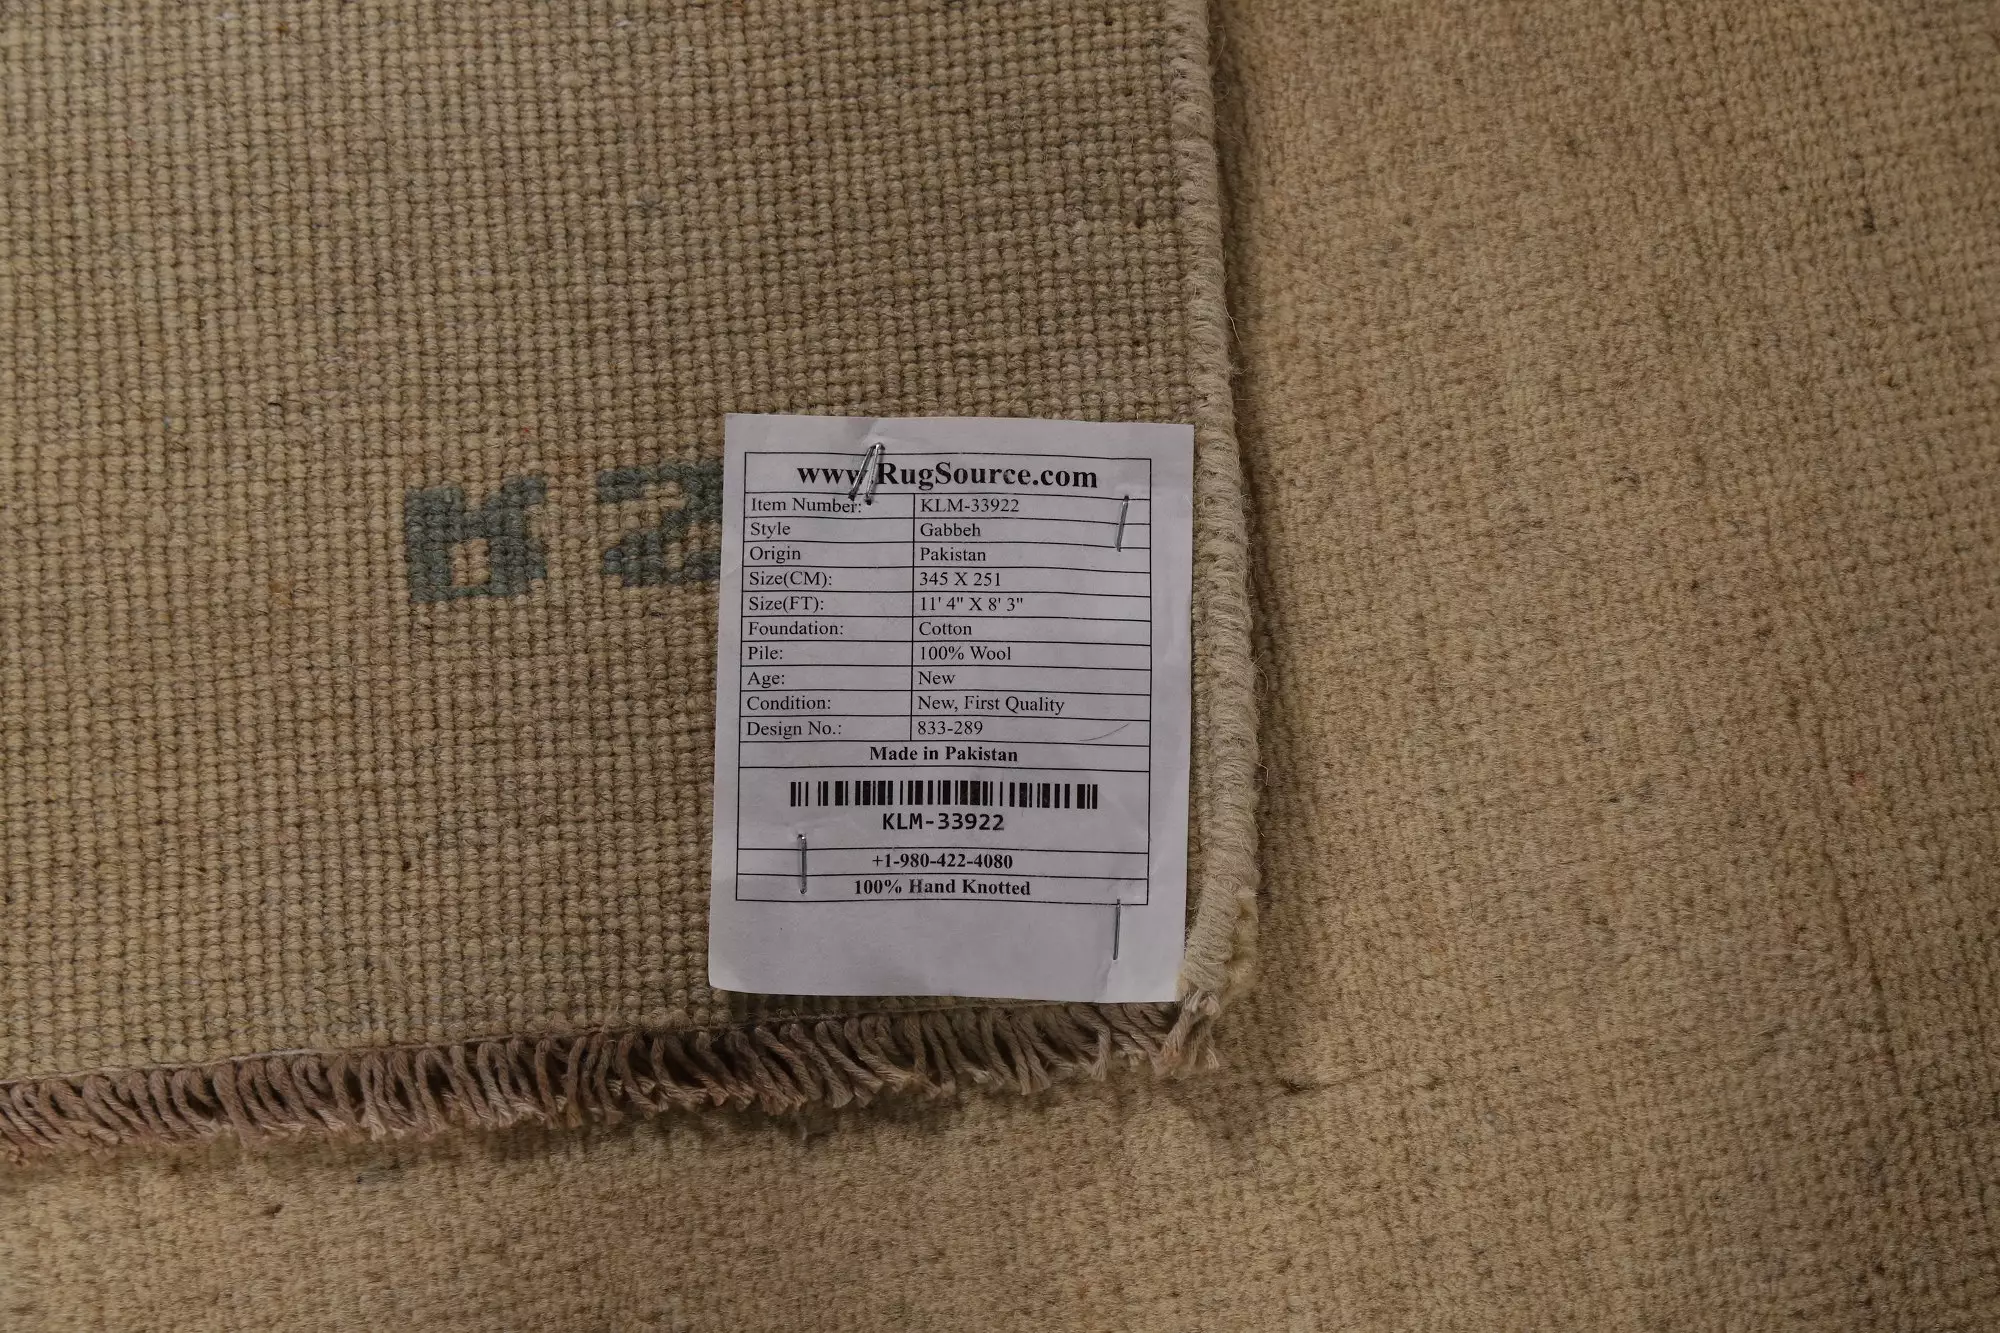 www.RugSource.com
Item Number: KLM-33922
Style Gabbeh
Origin Pakistan
Size(CM): 345 X 251
Size(FT): 11' 4" X 8' 3"
Foundation: Cotton
Pile: 100% Wool
Age: New
Condition: New, First Quality
Design No.: 833-289
Made in Pakistan
KLM-33922
+1-980-422-4080
100% Hand Knotted